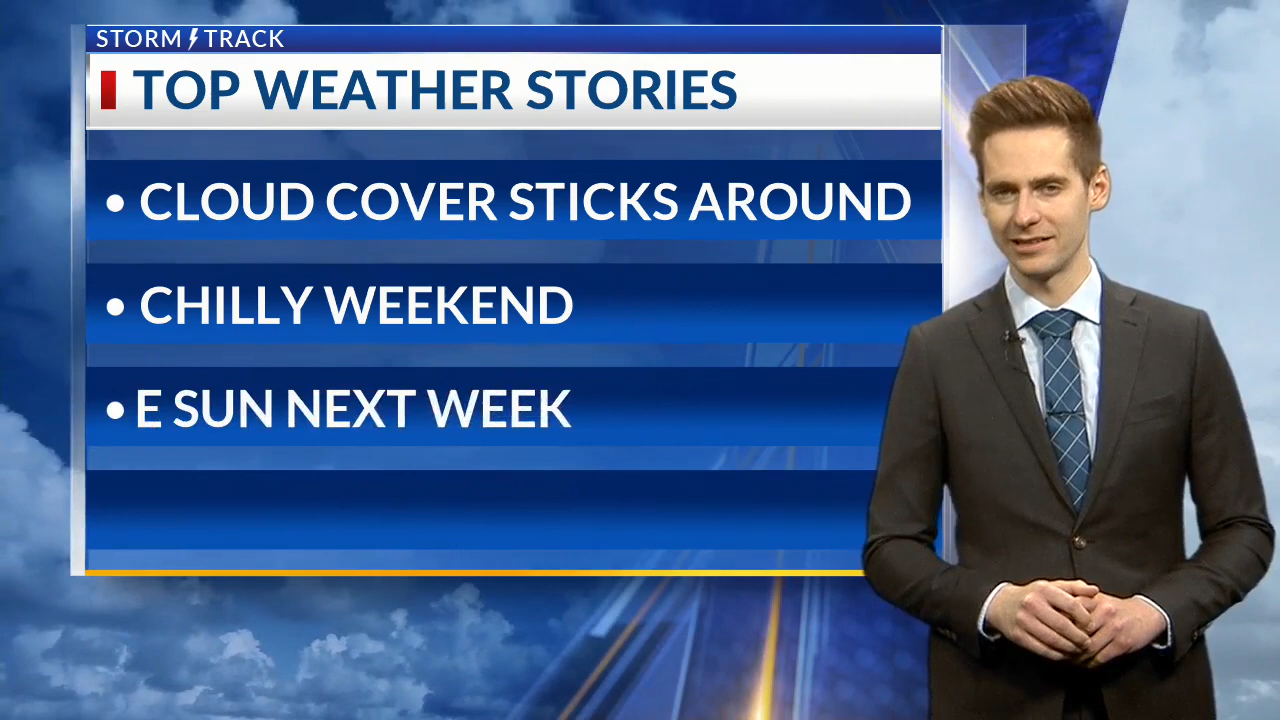 STORM TRACK
TOP WEATHER STORIES
• CLOUD COVER STICKS AROUND
• CHILLY WEEKEND
• E SUN NEXT WEEK